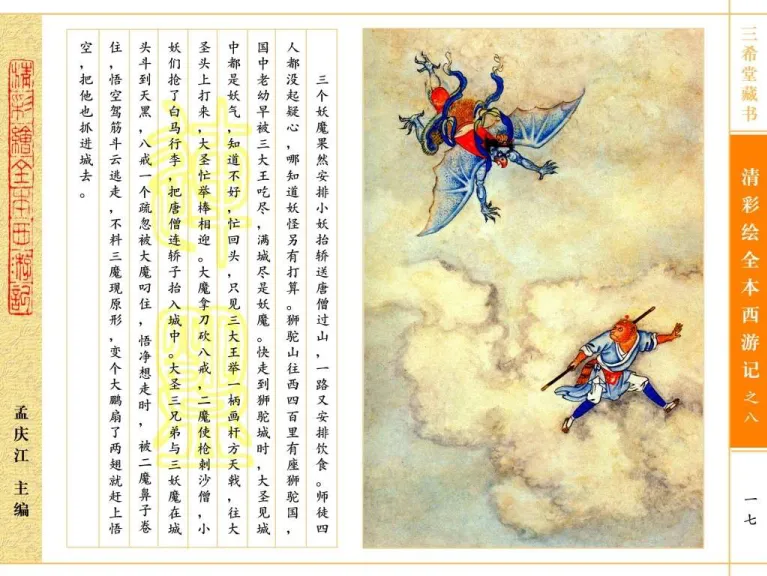 三希堂藏书
清彩绘全本西游记之八
一七
三个妖魔果然安排小妖抬轿送唐僧过山，一路又安排饮食。师徒四
人都没起疑心，哪知道妖怪另有打算。狮驼山往西四百里有座狮驼国，
国中老幼早被三大王吃尽，满城尽是妖魔。快走到狮驼城时，大圣见城
中都是妖气，知道不好，忙回头，只见三大王举一柄画杆方天戟，往大
圣头上打来，大圣忙举棒相迎。大魔拿刀砍八戒，二魔使枪刺沙僧，小
妖们抢了白马行李，把唐僧连轿子抬入城中。大圣三兄弟与三妖魔在城
头斗到天黑，八戒一个疏忽被大魔叼住，悟净想走时，被二魔鼻子卷
住，悟空驾筋斗云逃走，不料三魔现原形，变个大鹏扇了两翅就赶上悟
空，把他也抓进城去。
清彩繪全本西游記
孟庆江 主编